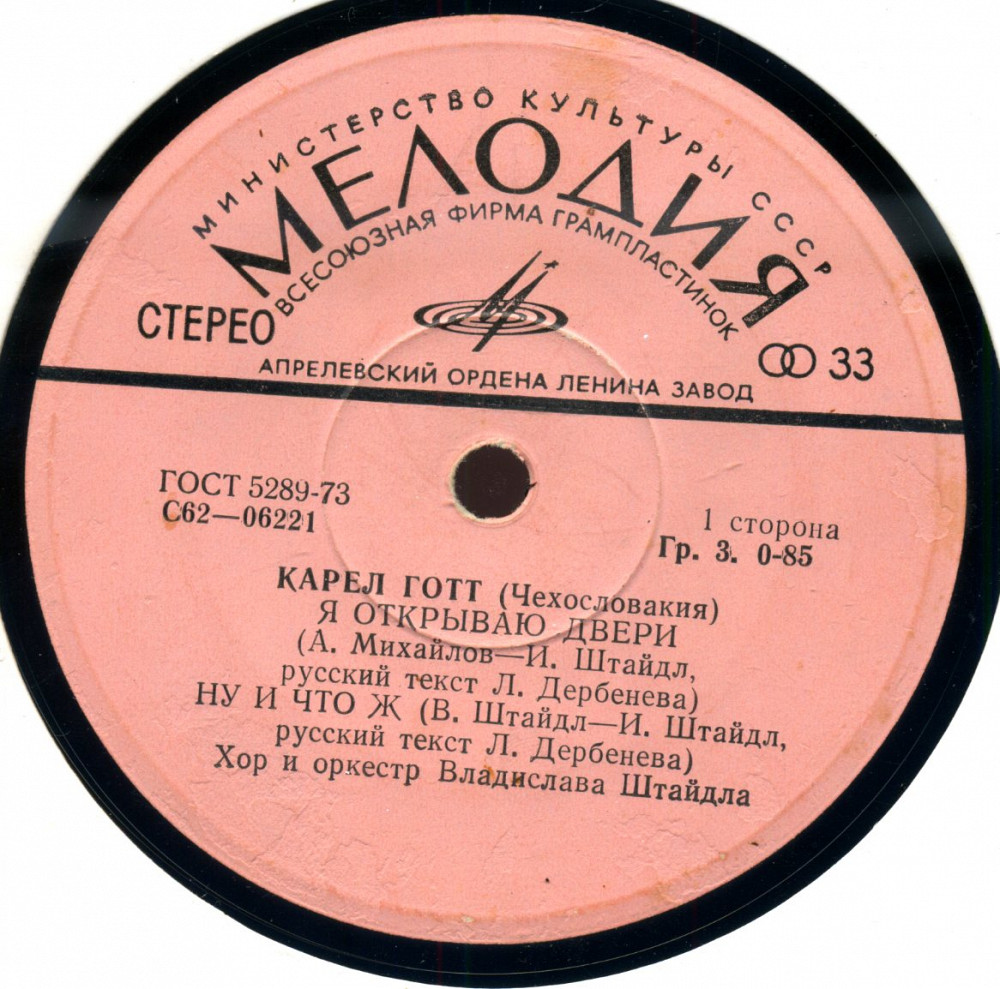 МИНИСТЕРСТВО КУЛЬТУРЫ СССР
МЕЛОДИЯ
ВСЕСОЮЗНАЯ ФИРМА ГРАМПЛАСТИНОК
СТЕРЕО
33
АПРЕЛЕВСКИЙ ОРДЕНА ЛЕНИНА ЗАВОД
ГОСТ 5289-73
С62—06221
1 сторона
Гр. 3. 0-85
КАРЕЛ ГОТТ (Чехословакия)
Я ОТКРЫВАЮ ДВЕРИ
(А. Михайлов—И. Штайдл,
русский текст Л. Дербенева)
НУ И ЧТО Ж (В. Штайдл—И. Штайдл,
русский текст Л. Дербенева)
Хор и оркестр Владислава Штайдла